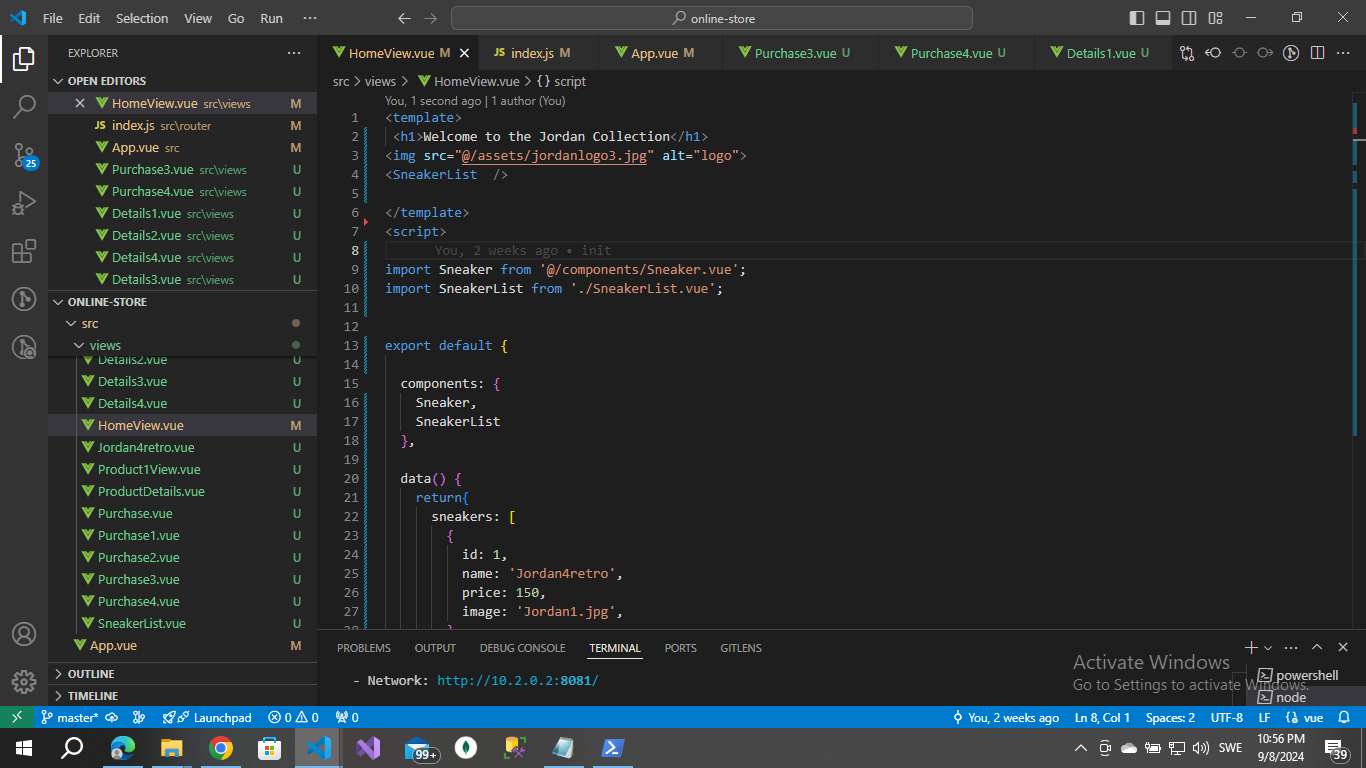 File Edit Selection View Go Run ··· online-store
EXPLORER ···
OPEN EDITORS
HomeView.vue src\views M
JS index.js src\router M
App.vue src M
Purchase3.vue src\views U
Purchase4.vue src\views U
Details1.vue src\views U
Details2.vue src\views U
Details4.vue src\views U
Details3.vue src\views U
ONLINE-STORE
src
views
Details2.vue U
Details3.vue U
Details4.vue U
HomeView.vue M
Jordan4retro.vue U
Product1View.vue U
ProductDetails.vue U
Purchase.vue U
Purchase1.vue U
Purchase2.vue U
Purchase3.vue U
Purchase4.vue U
SneakerList.vue U
App.vue M
OUTLINE
TIMELINE
25
HomeView.vue M JS index.js M App.vue M Purchase3.vue U Purchase4.vue U Details1.vue U ···
src > views > HomeView.vue > {} script
You, 1 second ago | 1 author (You)
1 <template>
2 <h1>Welcome to the Jordan Collection</h1>
3 <img src="@/assets/jordanlogo3.jpg" alt="logo">
4 <SneakerList />
5
6 </template>
7 <script>
8 You, 2 weeks ago • init
9 import Sneaker from '@/components/Sneaker.vue';
10 import SneakerList from './SneakerList.vue';
11
12
13 export default {
14
15 components: {
16 Sneaker,
17 SneakerList
18 },
19
20 data() {
21 return{
22 sneakers: [
23 {
24 id: 1,
25 name: 'Jordan4retro',
26 price: 150,
27 image: 'Jordan1.jpg',
28 }
PROBLEMS OUTPUT DEBUG CONSOLE TERMINAL PORTS GITLENS
- Network: http://10.2.0.2:8081/
powershell
node
Activate Windows
Go to Settings to activate Windows.
master* Launchpad 0 0 0 You, 2 weeks ago Ln 8, Col 1 Spaces: 2 UTF-8 LF {} vue
99+ SWE 10:56 PM
9/8/2024 39